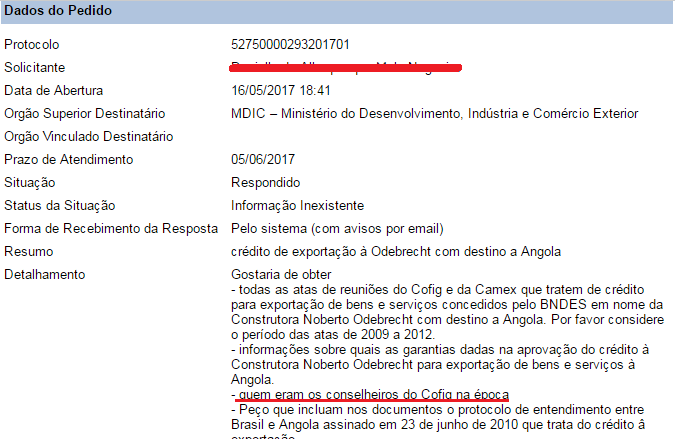 Dados do Pedido
Protocolo 52750000293201701
Solicitante
Data de Abertura 16/05/2017 18:41
Orgão Superior Destinatário MDIC – Ministério do Desenvolvimento, Indústria e Comércio Exterior
Orgão Vinculado Destinatário
Prazo de Atendimento 05/06/2017
Situação Respondido
Status da Situação Informação Inexistente
Forma de Recebimento da Resposta Pelo sistema (com avisos por email)
Resumo crédito de exportação à Odebrecht com destino a Angola
Detalhamento Gostaria de obter
- todas as atas de reuniões do Cofig e da Camex que tratem de crédito
para exportação de bens e serviços concedidos pelo BNDES em nome da
Construtora Noberto Odebrecht com destino a Angola. Por favor considere
o período das atas de 2009 a 2012.
- informações sobre quais as garantias dadas na aprovação do crédito à
Construtora Noberto Odebrecht para exportação de bens e serviços à
Angola.
- quem eram os conselheiros do Cofig na época
- Peço que incluam nos documentos o protocolo de entendimento entre
Brasil e Angola assinado em 23 de junho de 2010 que trata do crédito â
exportação